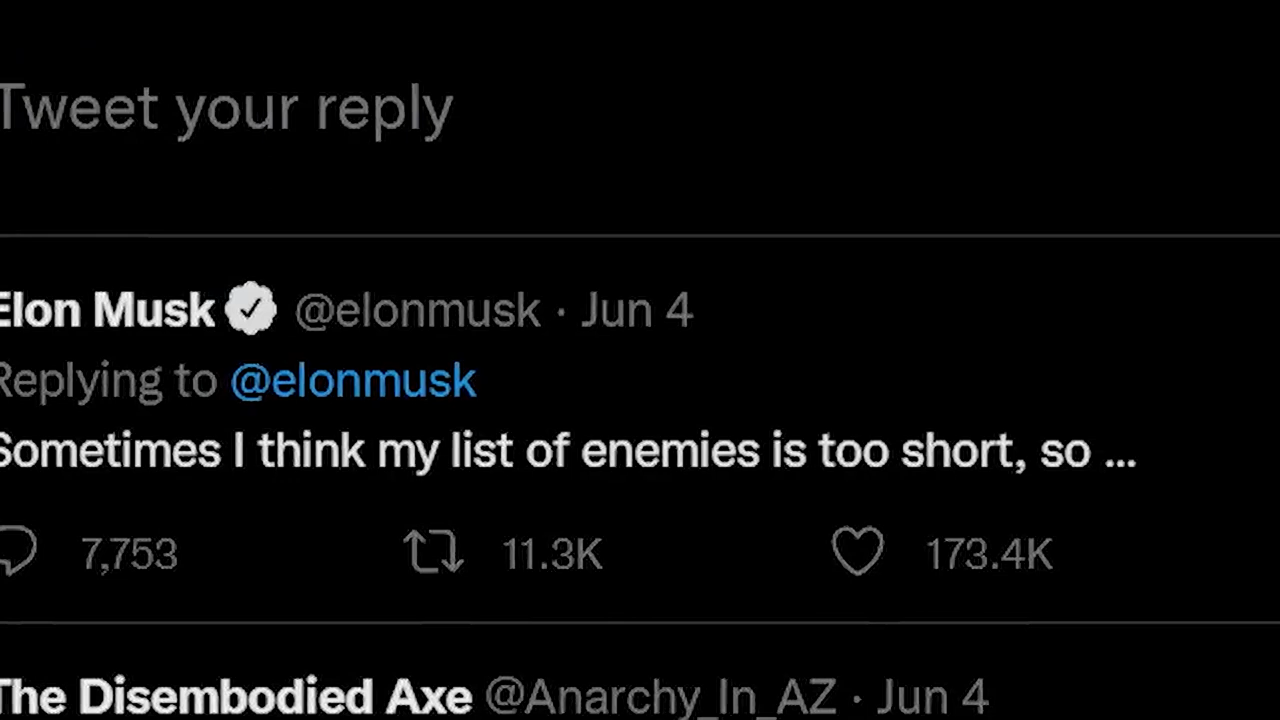 Tweet your reply
Elon Musk @elonmusk · Jun 4
Replying to @elonmusk
Sometimes I think my list of enemies is too short, so ...
7,753 11.3K 173.4K
The Disembodied Axe @Anarchy_In_AZ · Jun 4